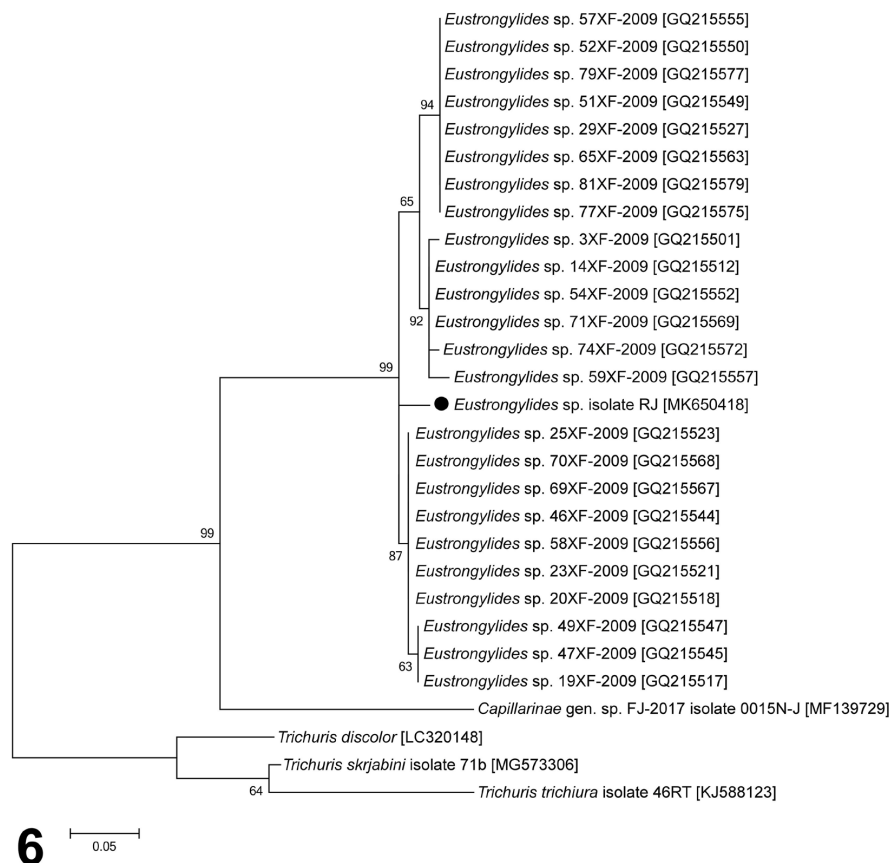 Eustrongylides sp. 57XF-2009 [GQ215555]
Eustrongylides sp. 52XF-2009 [GQ215550]
Eustrongylides sp. 79XF-2009 [GQ215577]
94
Eustrongylides sp. 51XF-2009 [GQ215549]
Eustrongylides sp. 29XF-2009 [GQ215527]
Eustrongylides sp. 65XF-2009 [GQ215563]
Eustrongylides sp. 81XF-2009 [GQ215579]
65
Eustrongylides sp. 77XF-2009 [GQ215575]
Eustrongylides sp. 3XF-2009 [GQ215501]
Eustrongylides sp. 14XF-2009 [GQ215512]
Eustrongylides sp. 54XF-2009 [GQ215552]
92
Eustrongylides sp. 71XF-2009 [GQ215569]
Eustrongylides sp. 74XF-2009 [GQ215572]
99
Eustrongylides sp. 59XF-2009 [GQ215557]
Eustrongylides sp. isolate RJ [MK650418]
Eustrongylides sp. 25XF-2009 [GQ215523]
Eustrongylides sp. 70XF-2009 [GQ215568]
Eustrongylides sp. 69XF-2009 [GQ215567]
Eustrongylides sp. 46XF-2009 [GQ215544]
99
Eustrongylides sp. 58XF-2009 [GQ215556]
87
Eustrongylides sp. 23XF-2009 [GQ215521]
Eustrongylides sp. 20XF-2009 [GQ215518]
Eustrongylides sp. 49XF-2009 [GQ215547]
Eustrongylides sp. 47XF-2009 [GQ215545]
63
Eustrongylides sp. 19XF-2009 [GQ215517]
Capillarinae gen. sp. FJ-2017 isolate 0015N-J [MF139729]
Trichuris discolor [LC320148]
Trichuris skrjabini isolate 71b [MG573306]
64
Trichuris trichiura isolate 46RT [KJ588123]
6
0.05